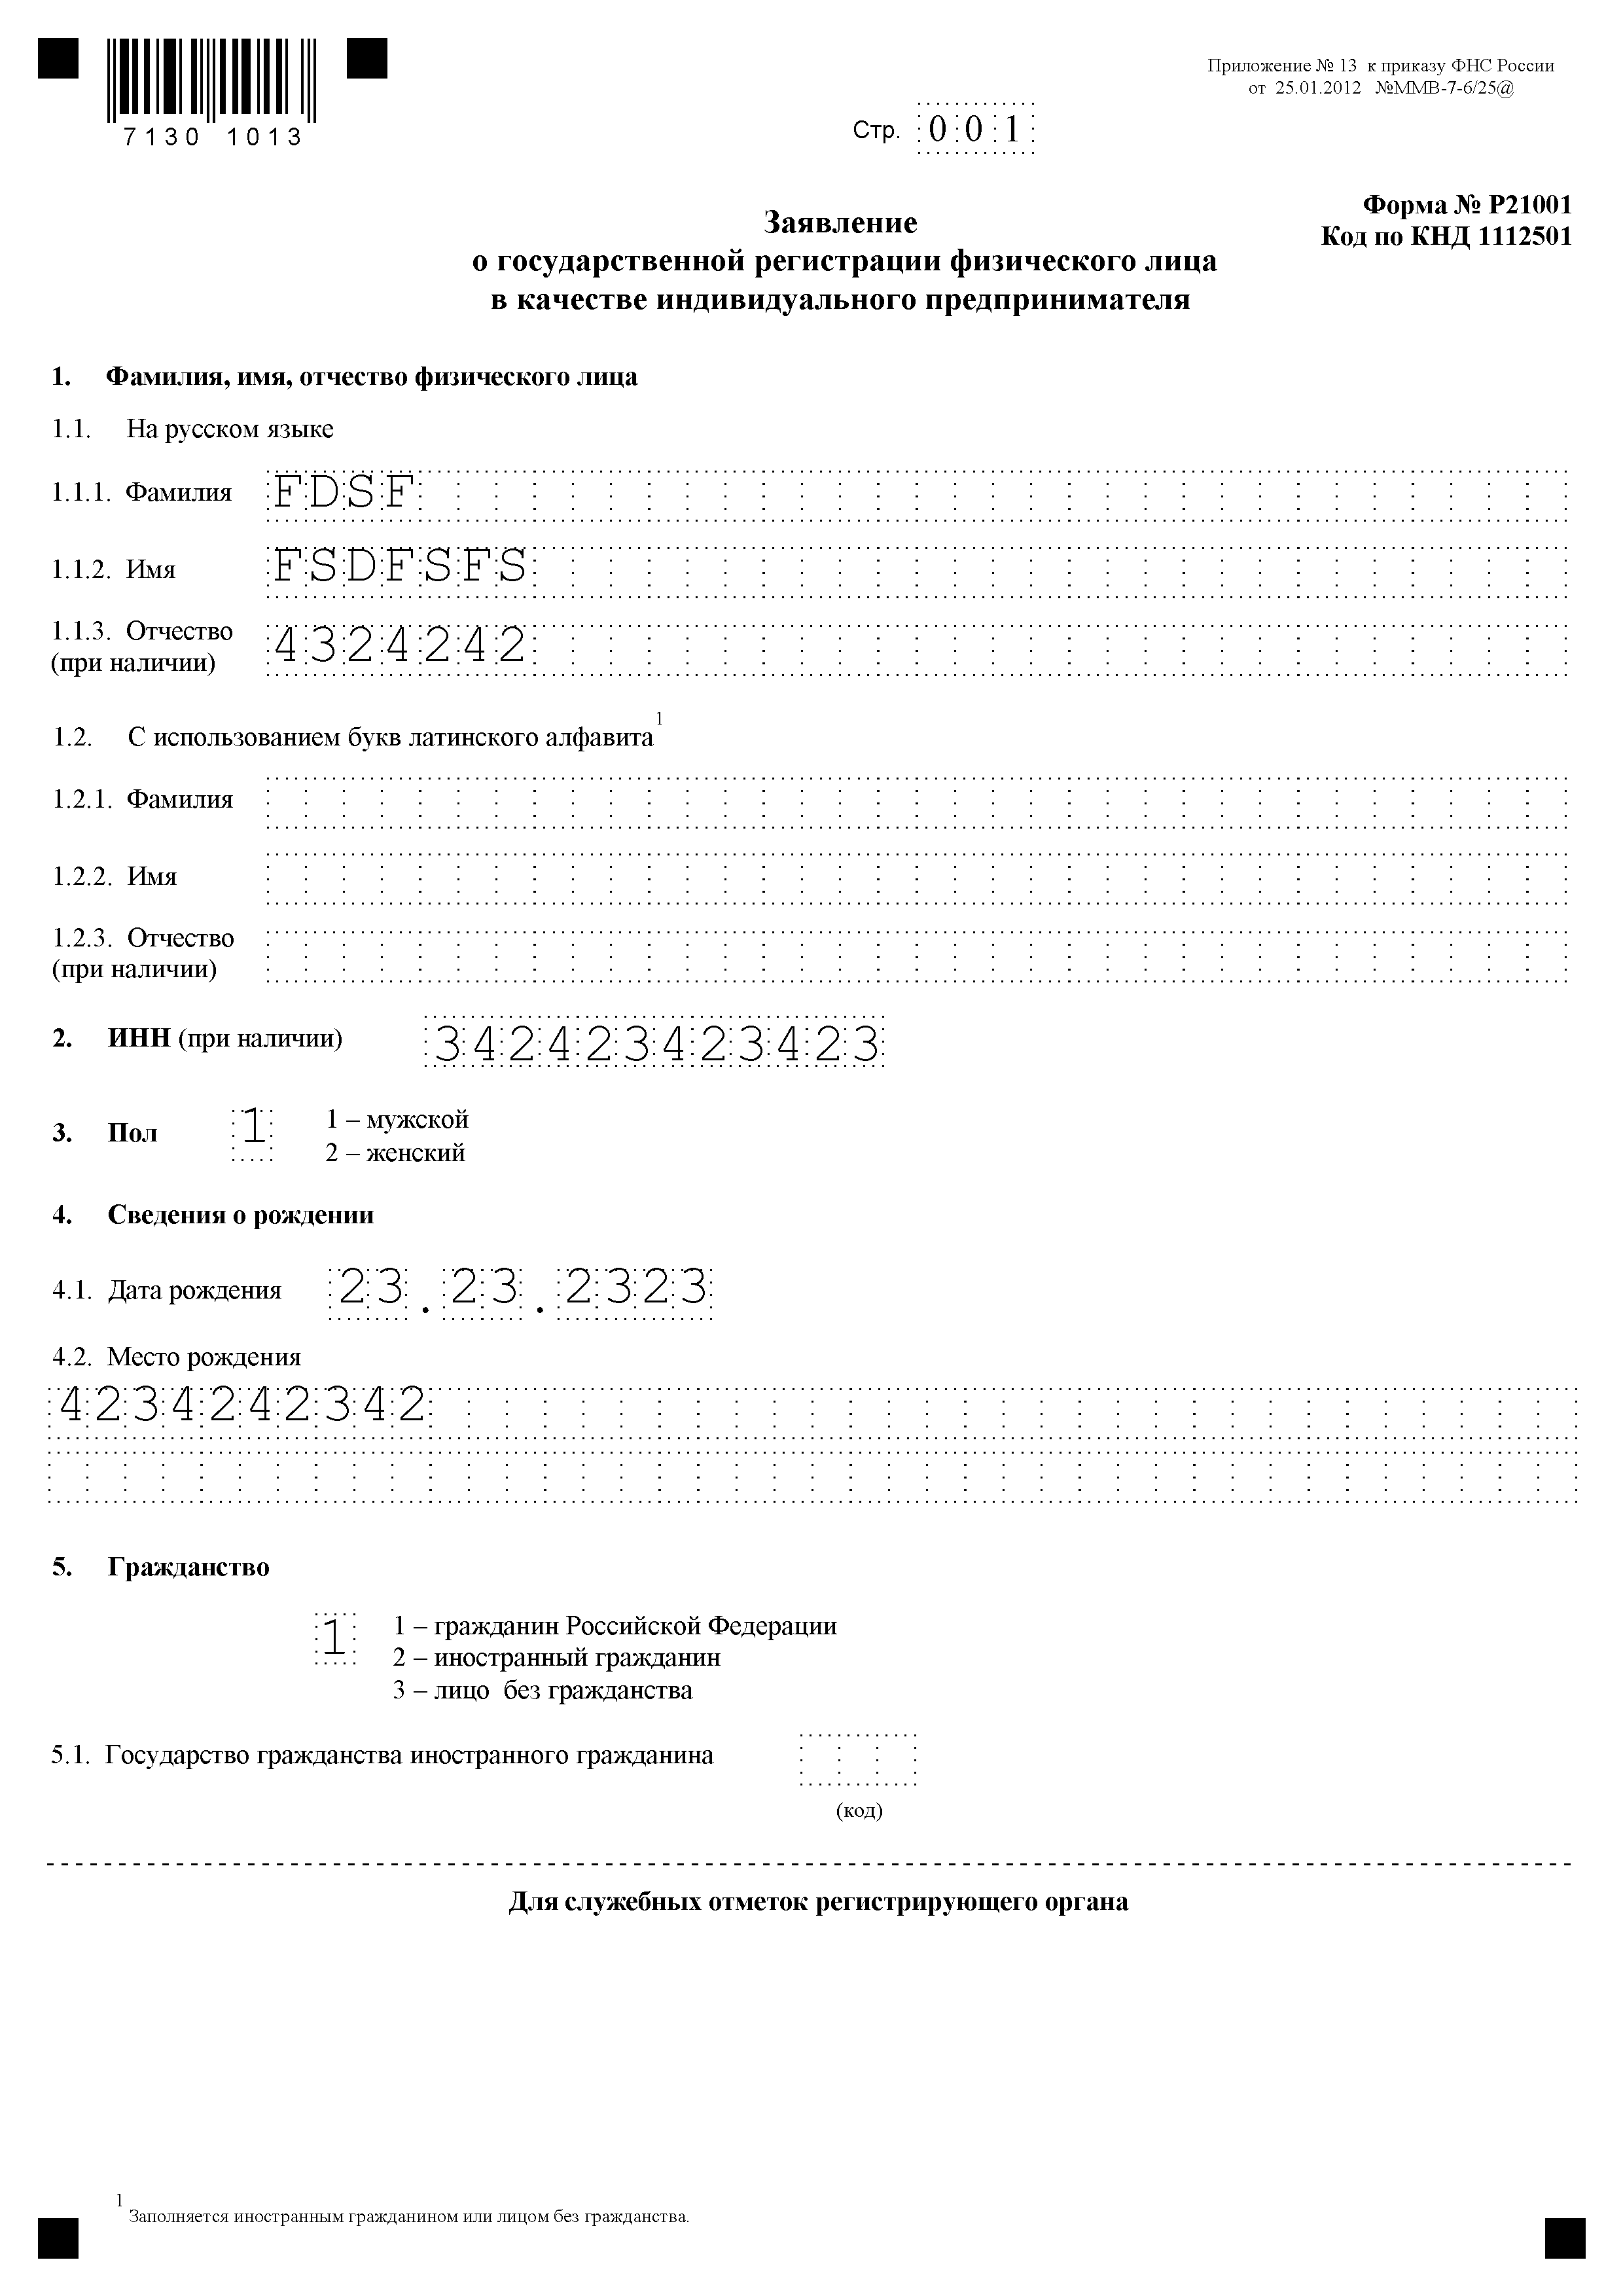 7130 1013
Приложение № 13 к приказу ФНС России
от 25.01.2012 №ММВ-7-6/25@
Стр. 001
Форма № Р21001
Код по КНД 1112501
Заявление
о государственной регистрации физического лица
в качестве индивидуального предпринимателя
1. Фамилия, имя, отчество физического лица
1.1. На русском языке
1.1.1. Фамилия FDSF
1.1.2. Имя FSDFSFS
1.1.3. Отчество
(при наличии) 4324242
1.2. С использованием букв латинского алфавита 1
1.2.1. Фамилия
1.2.2. Имя
1.2.3. Отчество
(при наличии)
2. ИНН (при наличии) 342423423423
3. Пол 1
1 – мужской
2 – женский
4. Сведения о рождении
4.1. Дата рождения 23.23.2323
4.2. Место рождения
4234242342
5. Гражданство
1
1 – гражданин Российской Федерации
2 – иностранный гражданин
3 – лицо без гражданства
5.1. Государство гражданства иностранного гражданина
(код)
Для служебных отметок регистрирующего органа
1 Заполняется иностранным гражданином или лицом без гражданства.